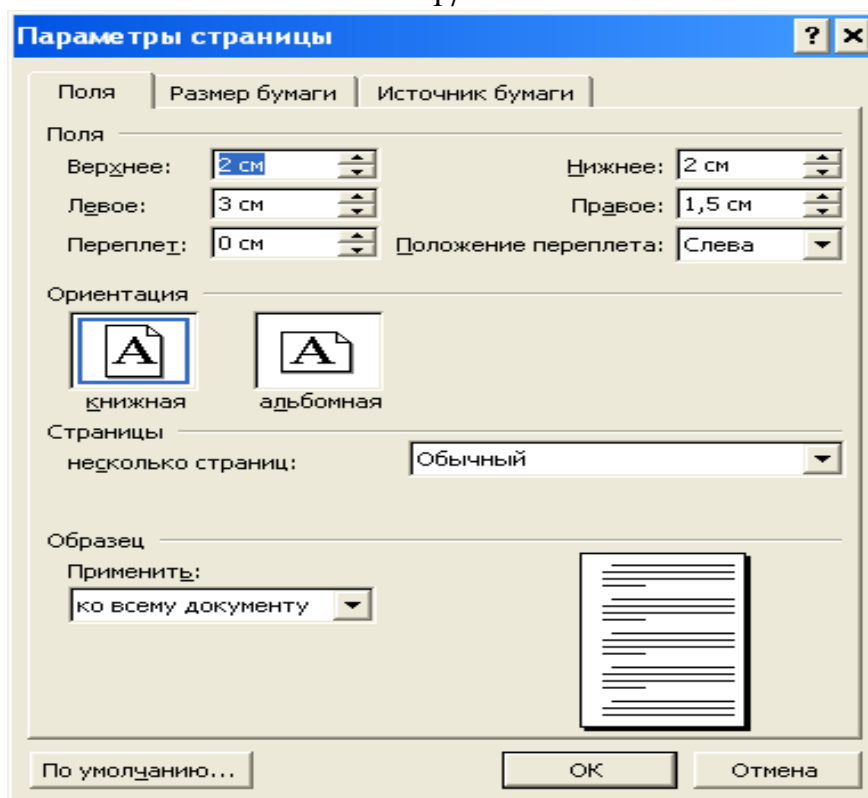 Параметры страницы
Поля Размер бумаги Источник бумаги
Поля
Верхнее: 2 см Нижнее: 2 см
Левое: 3 см Правое: 1,5 см
Переплет: 0 см Положение переплета: Слева
Ориентация
A A
книжная альбомная
Страницы
несколько страниц: Обычный
Образец
Применить:
ко всему документу
По умолчанию... ОК Отмена